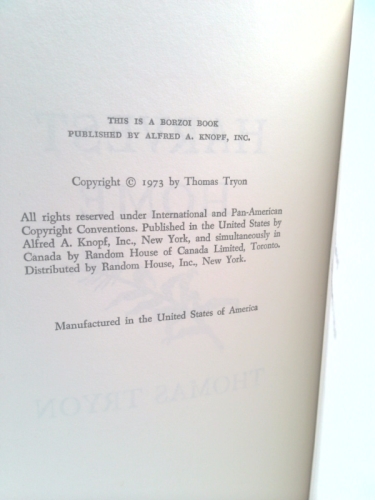 THIS IS A BORZOI BOOK
PUBLISHED BY ALFRED A. KNOPF, INC.
Copyright © 1973 by Thomas Tryon
All rights reserved under International and Pan-American
Copyright Conventions. Published in the United States by
Alfred A. Knopf, Inc., New York, and simultaneously in
Canada by Random House of Canada Limited, Toronto.
Distributed by Random House, Inc., New York.
Manufactured in the United States of America
THOMAS TRYON